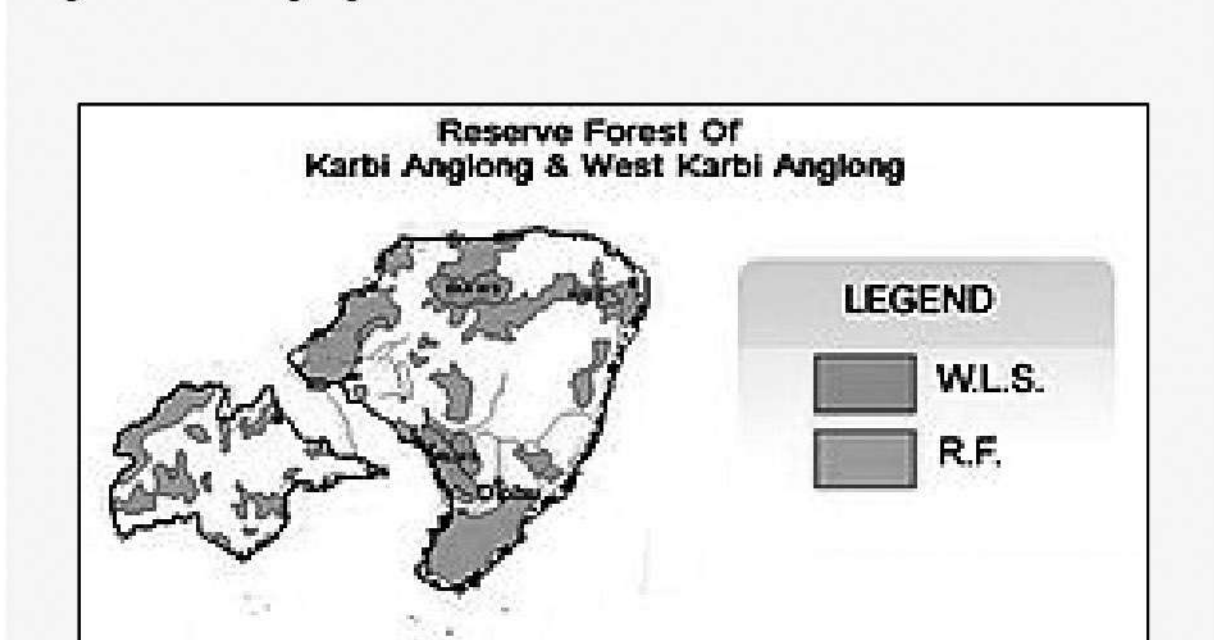 Reserve Forest Of
Karbi Anglong & West Karbi Anglong
LEGEND
W.L.S.
R.F.